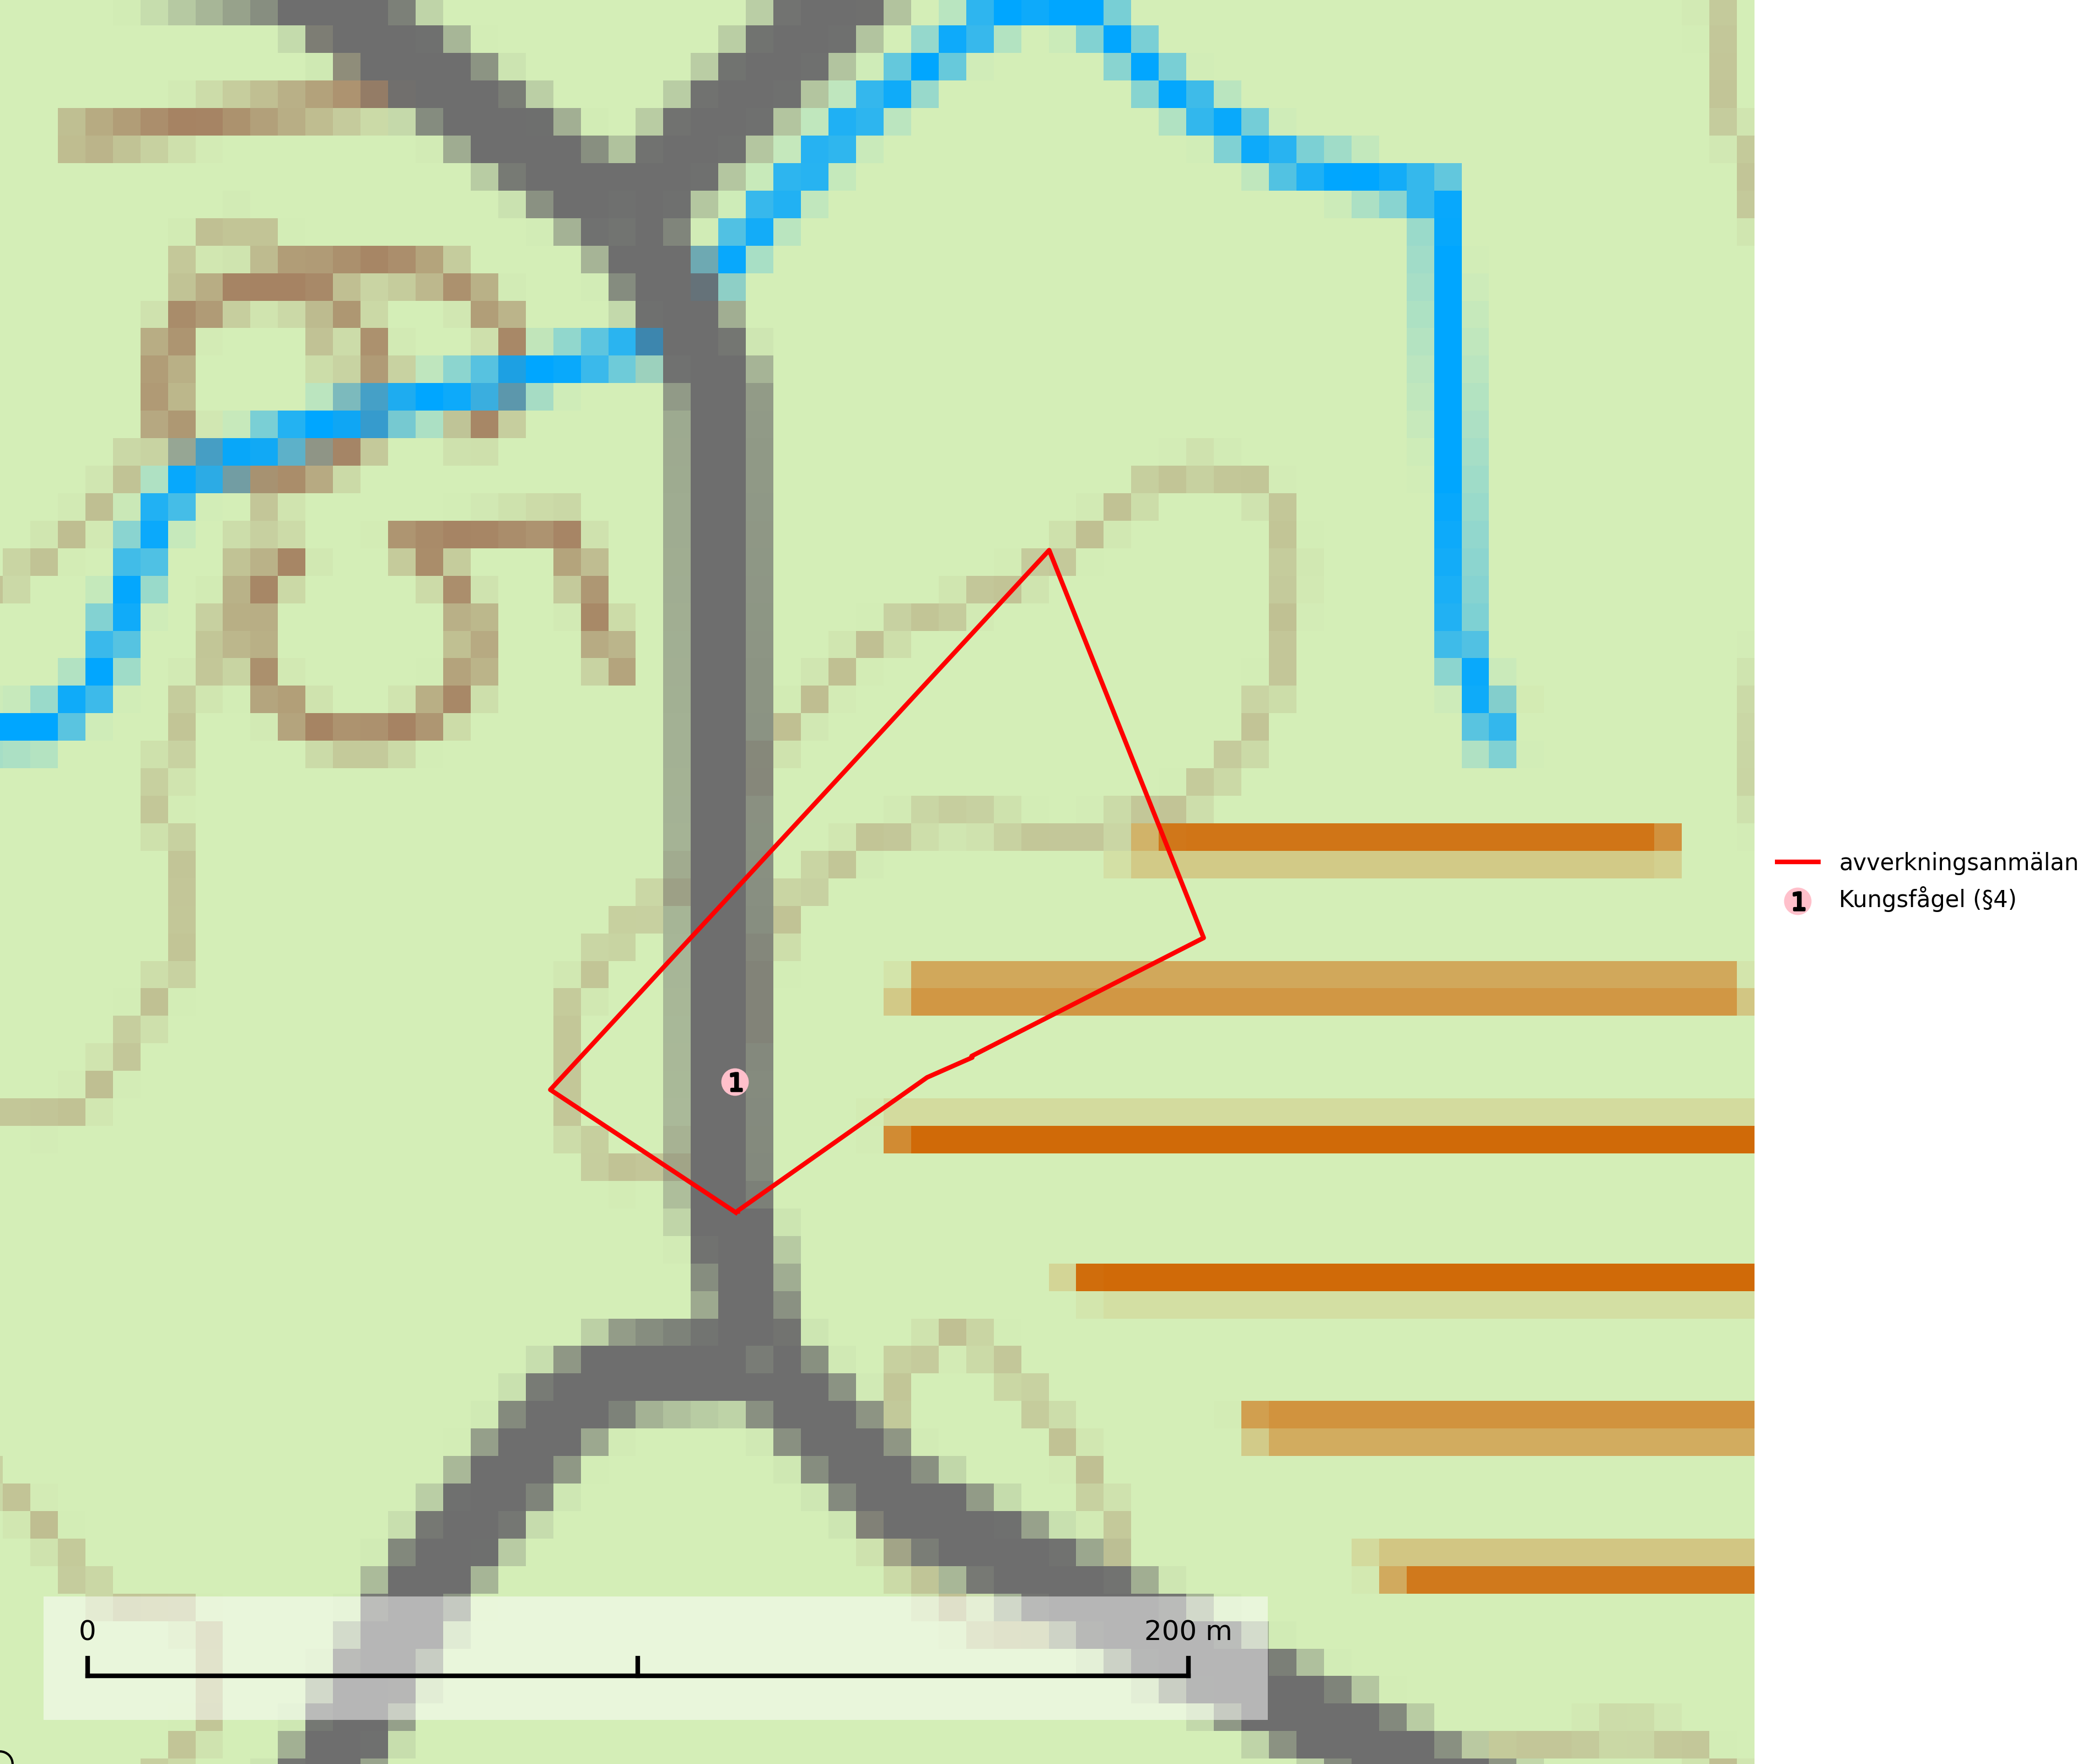 avverkningsanmälan
1 Kungsfågel (§4)
1
0 200 m